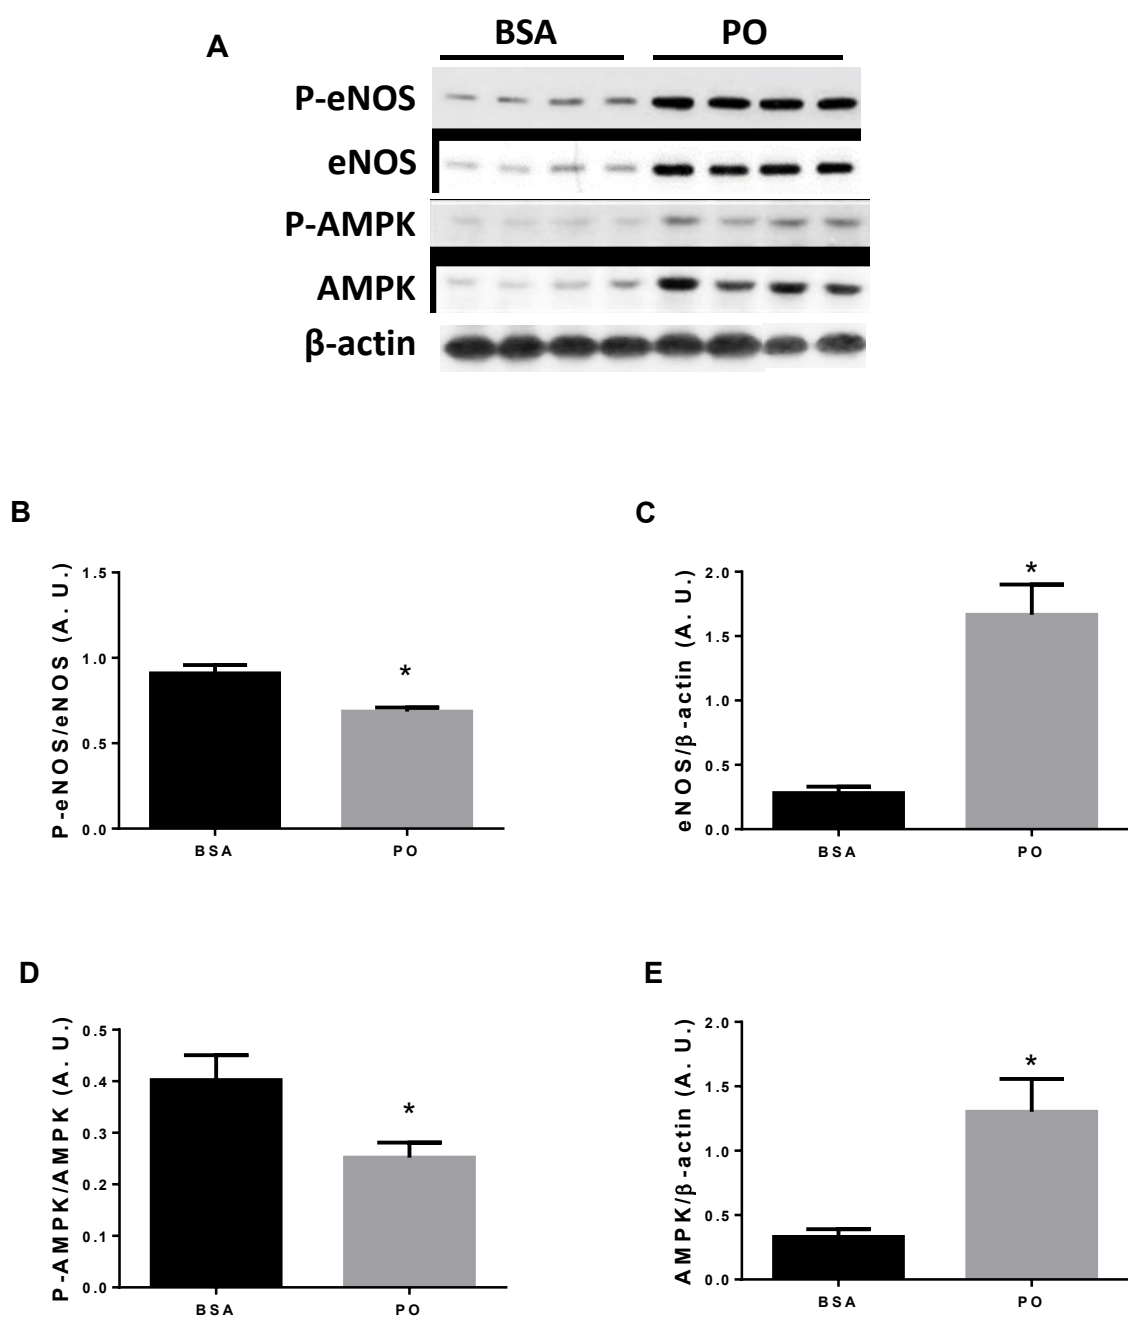 A
BSA PO
P-eNOS
eNOS
P-AMPK
AMPK
β-actin
B
P-eNOS/eNOS (A. U.)
1.5
1.0
0.5
0.0
*
BSA PO
C
eNOS/β-actin (A. U.)
2.0
1.5
1.0
0.5
0.0
*
BSA PO
D
P-AMPK/AMPK (A. U.)
0.5
0.4
0.3
0.2
0.1
0.0
*
BSA PO
E
AMPK/β-actin (A. U.)
2.0
1.5
1.0
0.5
0.0
*
BSA PO